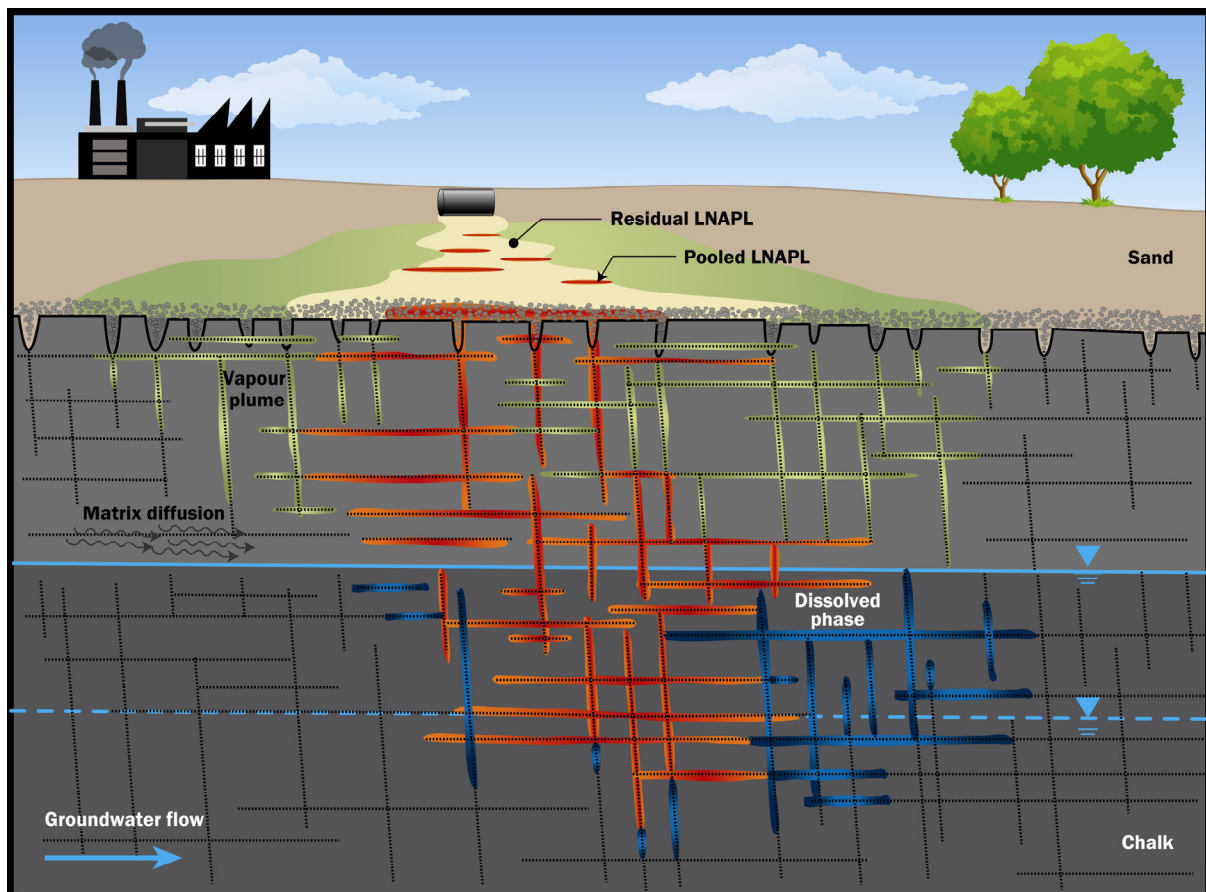 Residual LNAPL
Pooled LNAPL
Sand
Vapour
plume
Matrix diffusion
Dissolved
phase
Groundwater flow
Chalk